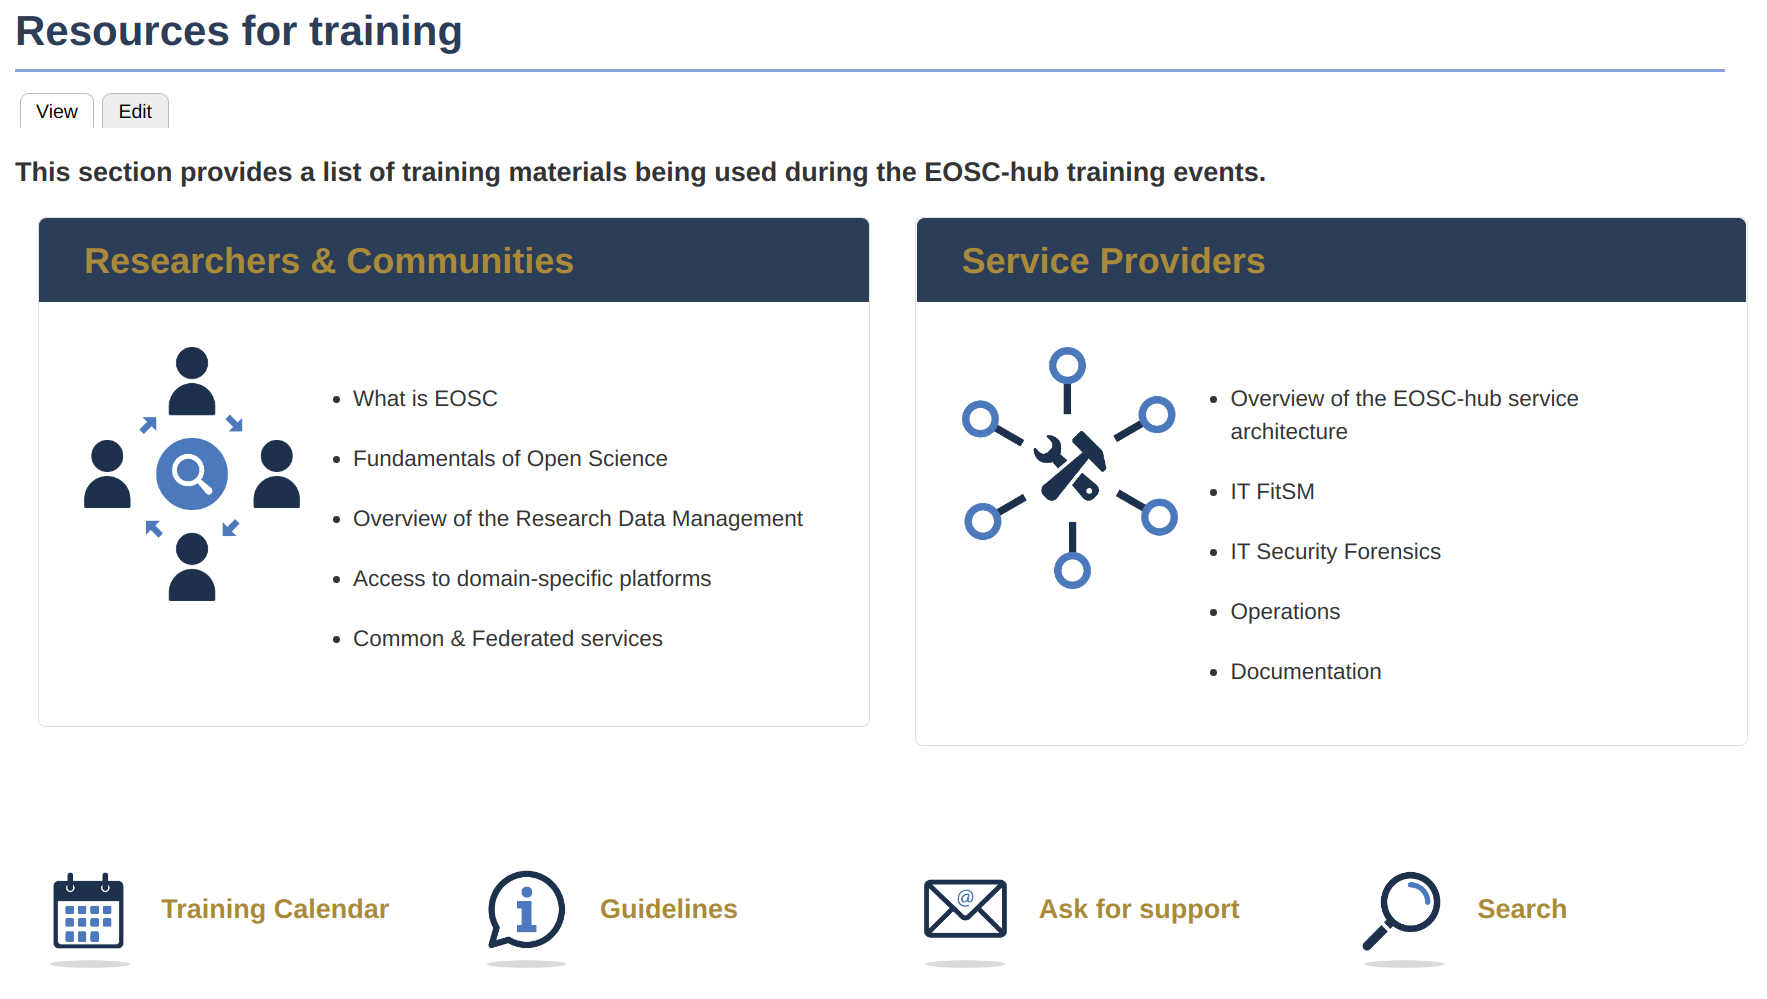 Resources for training
View
Edit
This section provides a list of training materials being used during the EOSC-hub training events.
Researchers & Communities
What is EOSC
Fundamentals of Open Science
Overview of the Research Data Management
Access to domain-specific platforms
Common & Federated services
Service Providers
Overview of the EOSC-hub service
architecture
IT FitSM
IT Security Forensics
Operations
Documentation
Training Calendar
Guidelines
@
Ask for support
Search